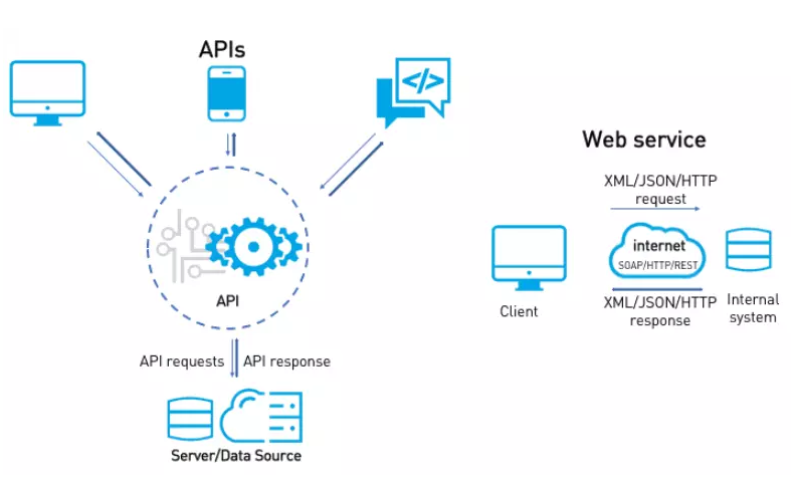 APIs
</>
API
API requests
API response
Server/Data Source
Web service
XML/JSON/HTTP
request
internet
SOAP/HTTP/REST
XML/JSON/HTTP
response
Client
Internal
system